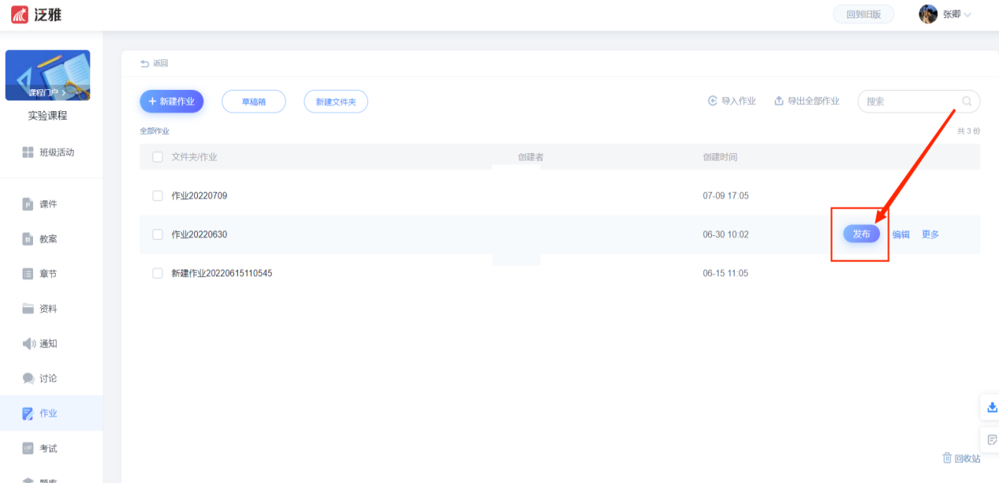 泛雅
回到旧版
张卿
课程门户
实验课程
班级活动
课件
教案
章节
资料
通知
讨论
作业
考试
题库
返回
+ 新建作业
草稿箱
新建文件夹
导入作业
导出全部作业
搜索
全部作业
共 3 份
文件夹/作业 创建者 创建时间
作业20220709 07-09 17:05
作业20220630 06-30 10:02 发布 编辑 更多
新建作业20220615110545 06-15 11:05
回收站